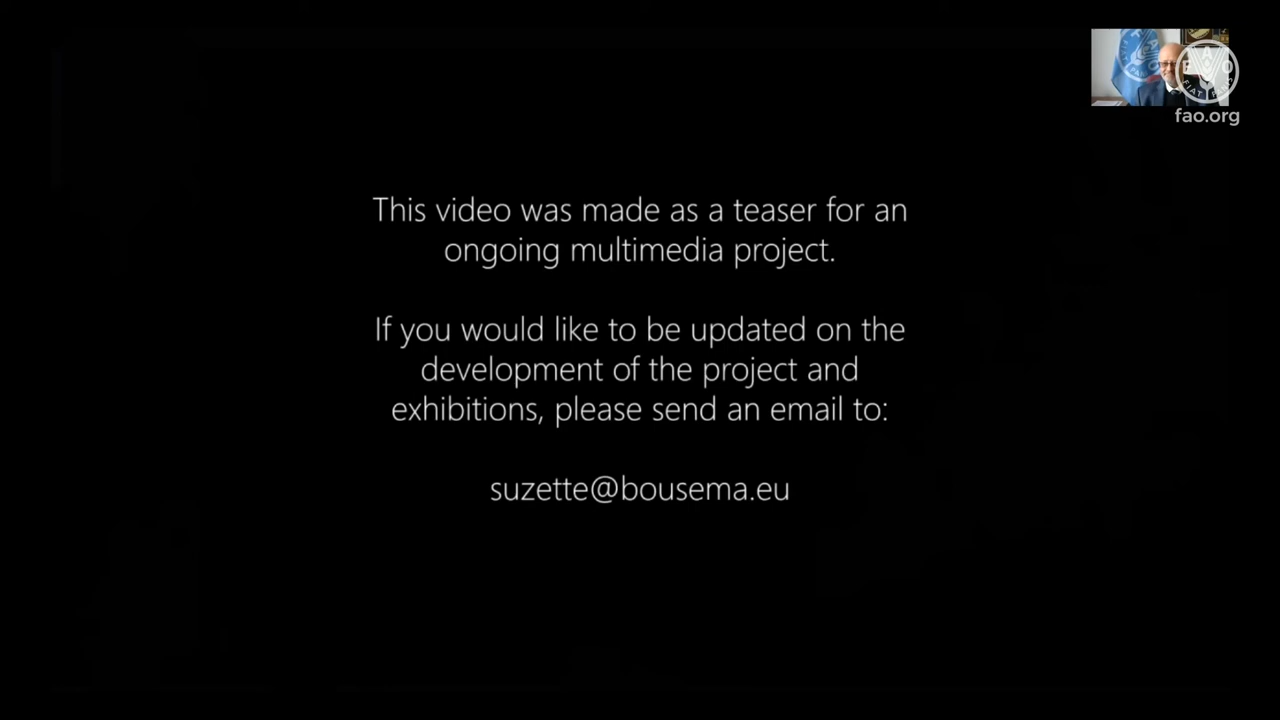 fao.org
This video was made as a teaser for an
ongoing multimedia project.
If you would like to be updated on the
development of the project and
exhibitions, please send an email to:
suzette@bousema.eu